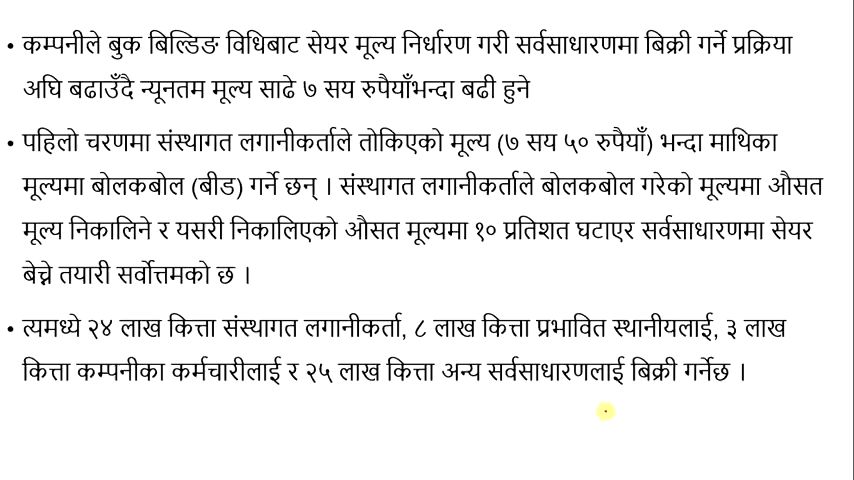 • कम्पनीले बुक बिल्डिङ विधिबाट सेयर मूल्य निर्धारण गरी सर्वसाधारणमा बिक्री गर्ने प्रक्रिया
अघि बढाउँदै न्यूनतम मूल्य साढे ७ सय रुपैयाँभन्दा बढी हुने
• पहिलो चरणमा संस्थागत लगानीकर्ताले तोकिएको मूल्य (७ सय ५० रुपैयाँ) भन्दा माथिका
मूल्यमा बोलकबोल (बीड) गर्ने छन् । संस्थागत लगानीकर्ताले बोलकबोल गरेको मूल्यमा औसत
मूल्य निकालिने र यसरी निकालिएको औसत मूल्यमा १० प्रतिशत घटाएर सर्वसाधारणमा सेयर
बेच्ने तयारी सर्वोत्तमको छ ।
• त्यमध्ये २४ लाख कित्ता संस्थागत लगानीकर्ता, ८ लाख कित्ता प्रभावित स्थानीयलाई, ३ लाख
कित्ता कम्पनीका कर्मचारीलाई र २५ लाख कित्ता अन्य सर्वसाधारणलाई बिक्री गर्नेछ ।